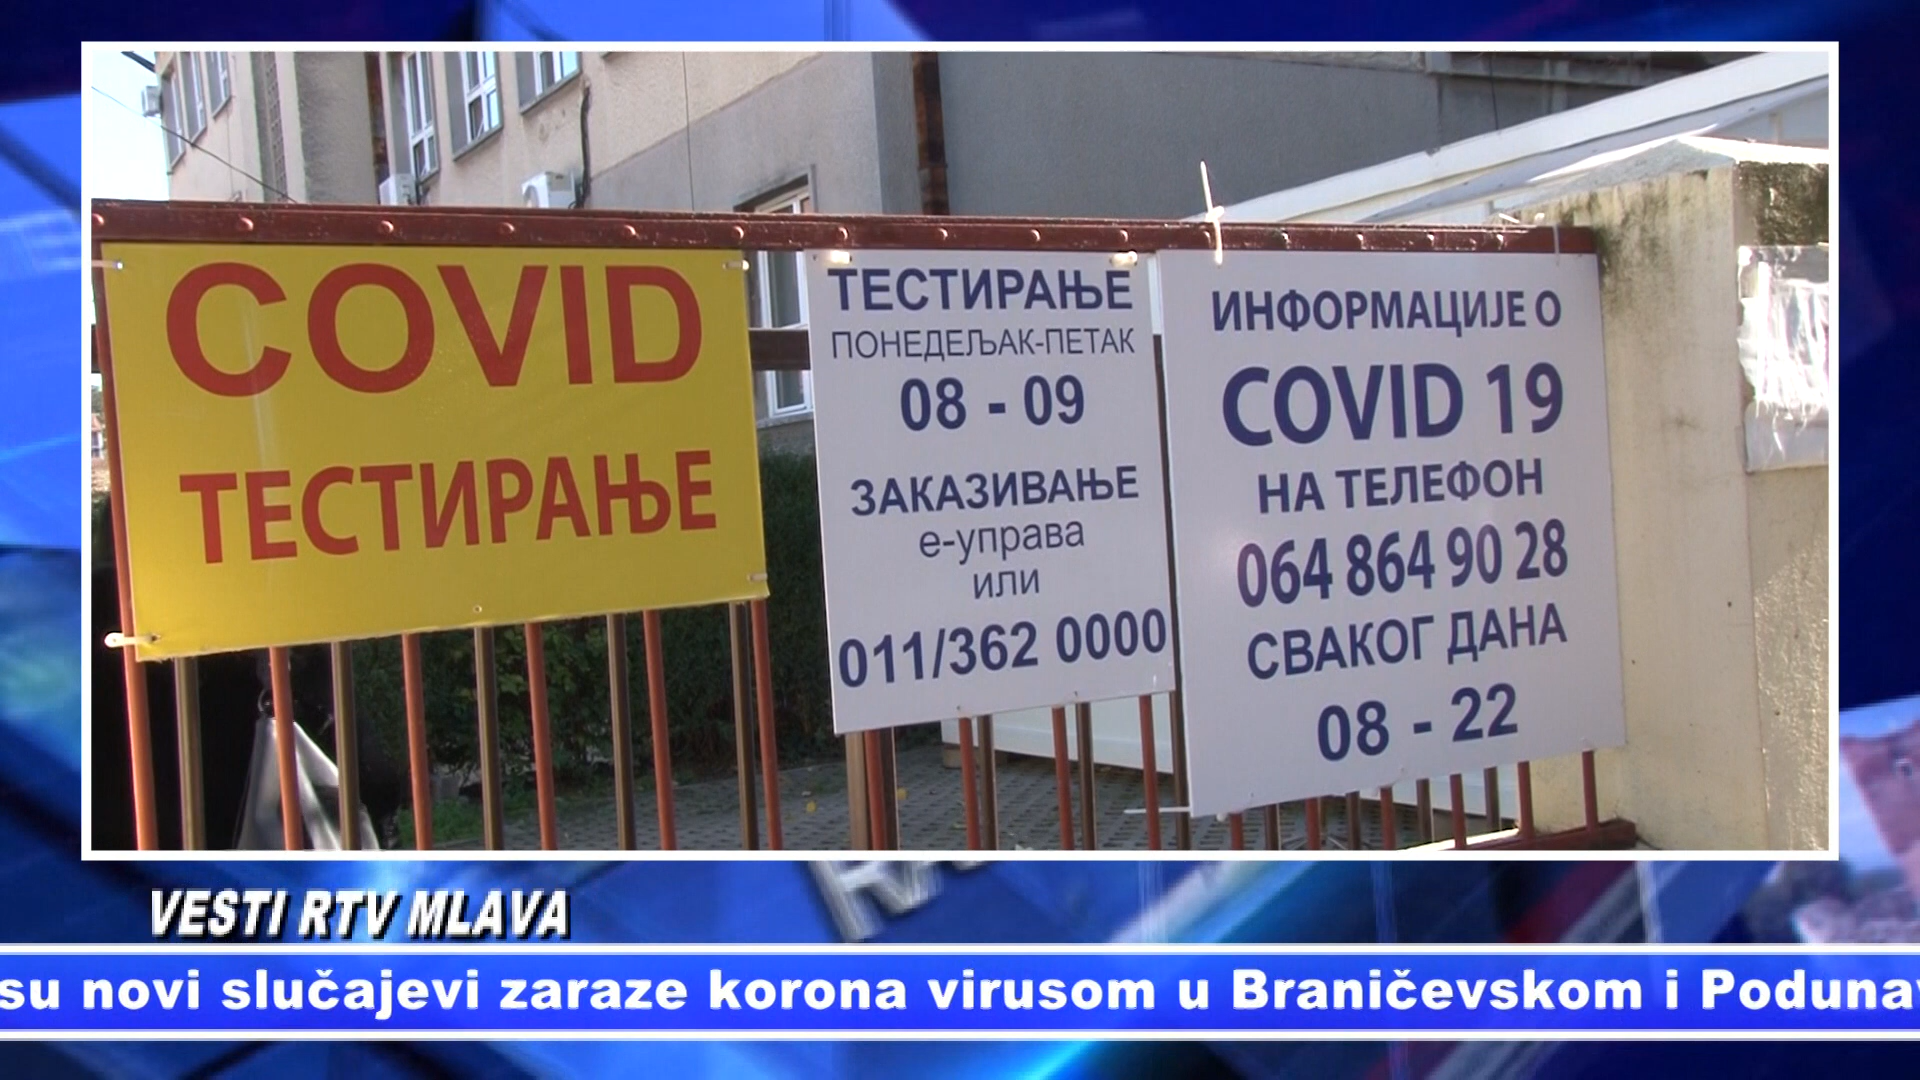 COVID
ТЕСТИРАЊЕ
ТЕСТИРАЊЕ
ПОНЕДЕЉАК-ПЕТАК
08 - 09
ЗАКАЗИВАЊЕ
е-управа
или
011/362 0000
ИНФОРМАЦИЈЕ О
COVID 19
НА ТЕЛЕФОН
064 864 90 28
СВАКОГ ДАНА
08 - 22
VESTI RTV MLAVA
su novi slučajevi zaraze korona virusom u Braničevskom i Podunav